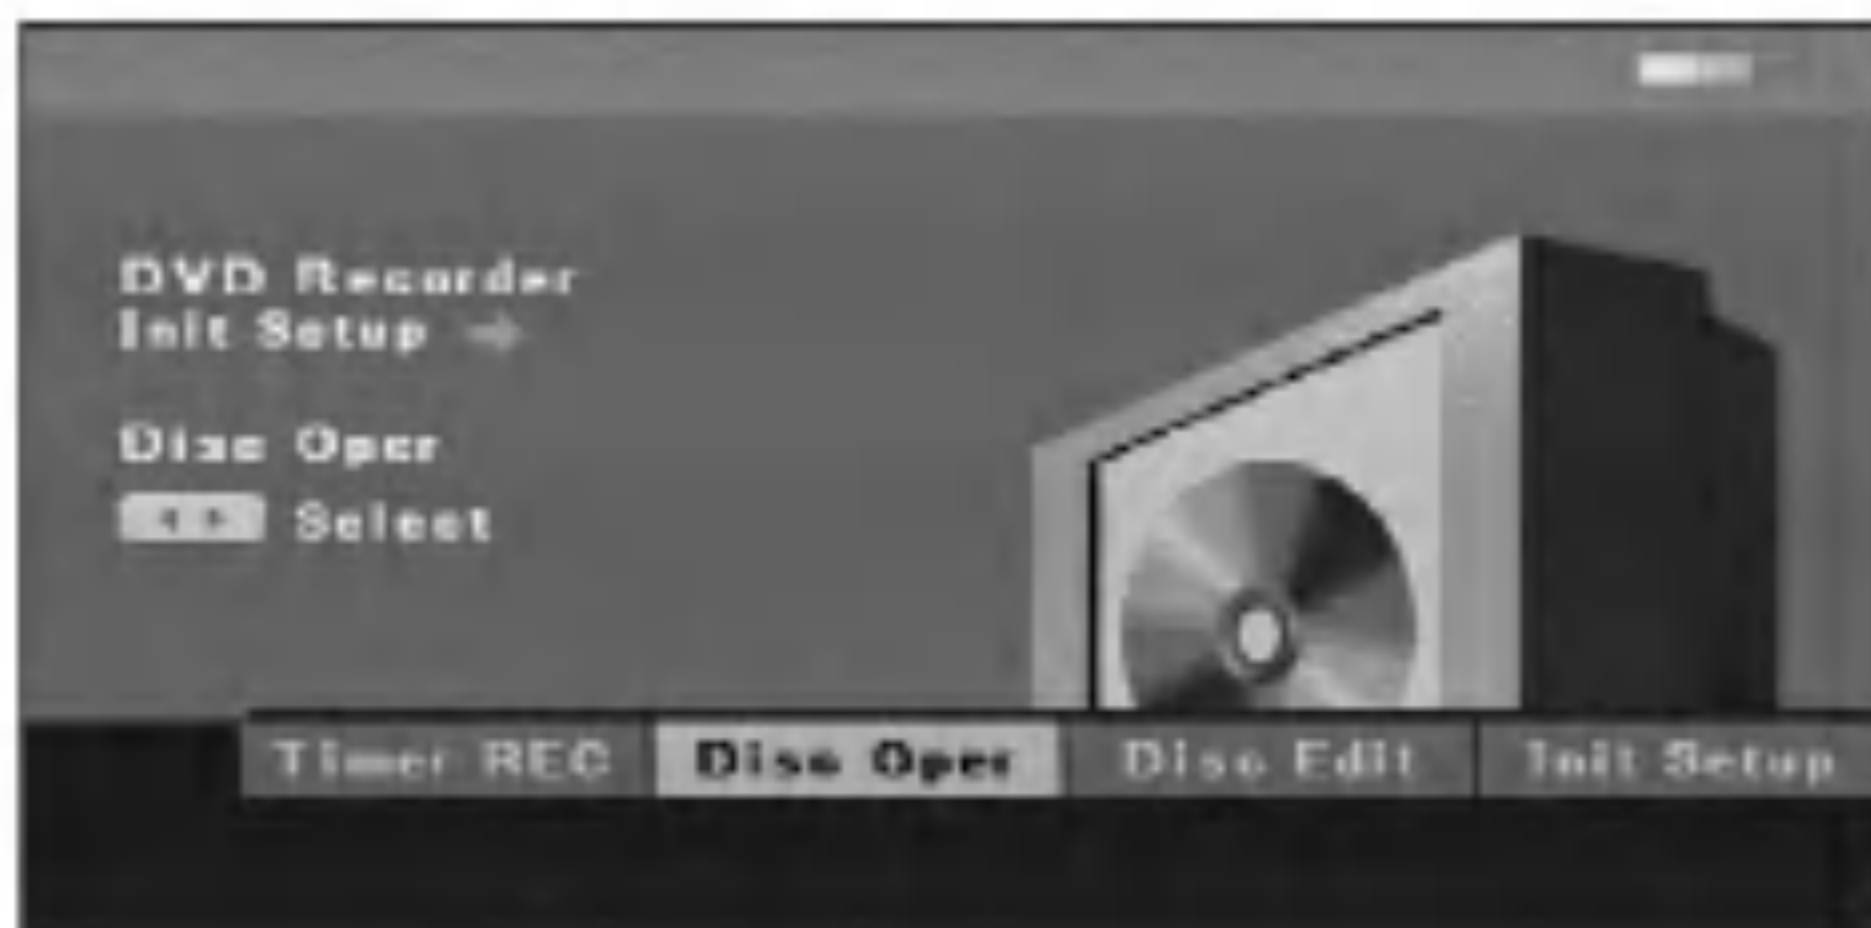 DVD Recorder
Init Setup →
Disc Oper
◄ ► Select
Timer REC Disc Oper Disc Edit Init Setup